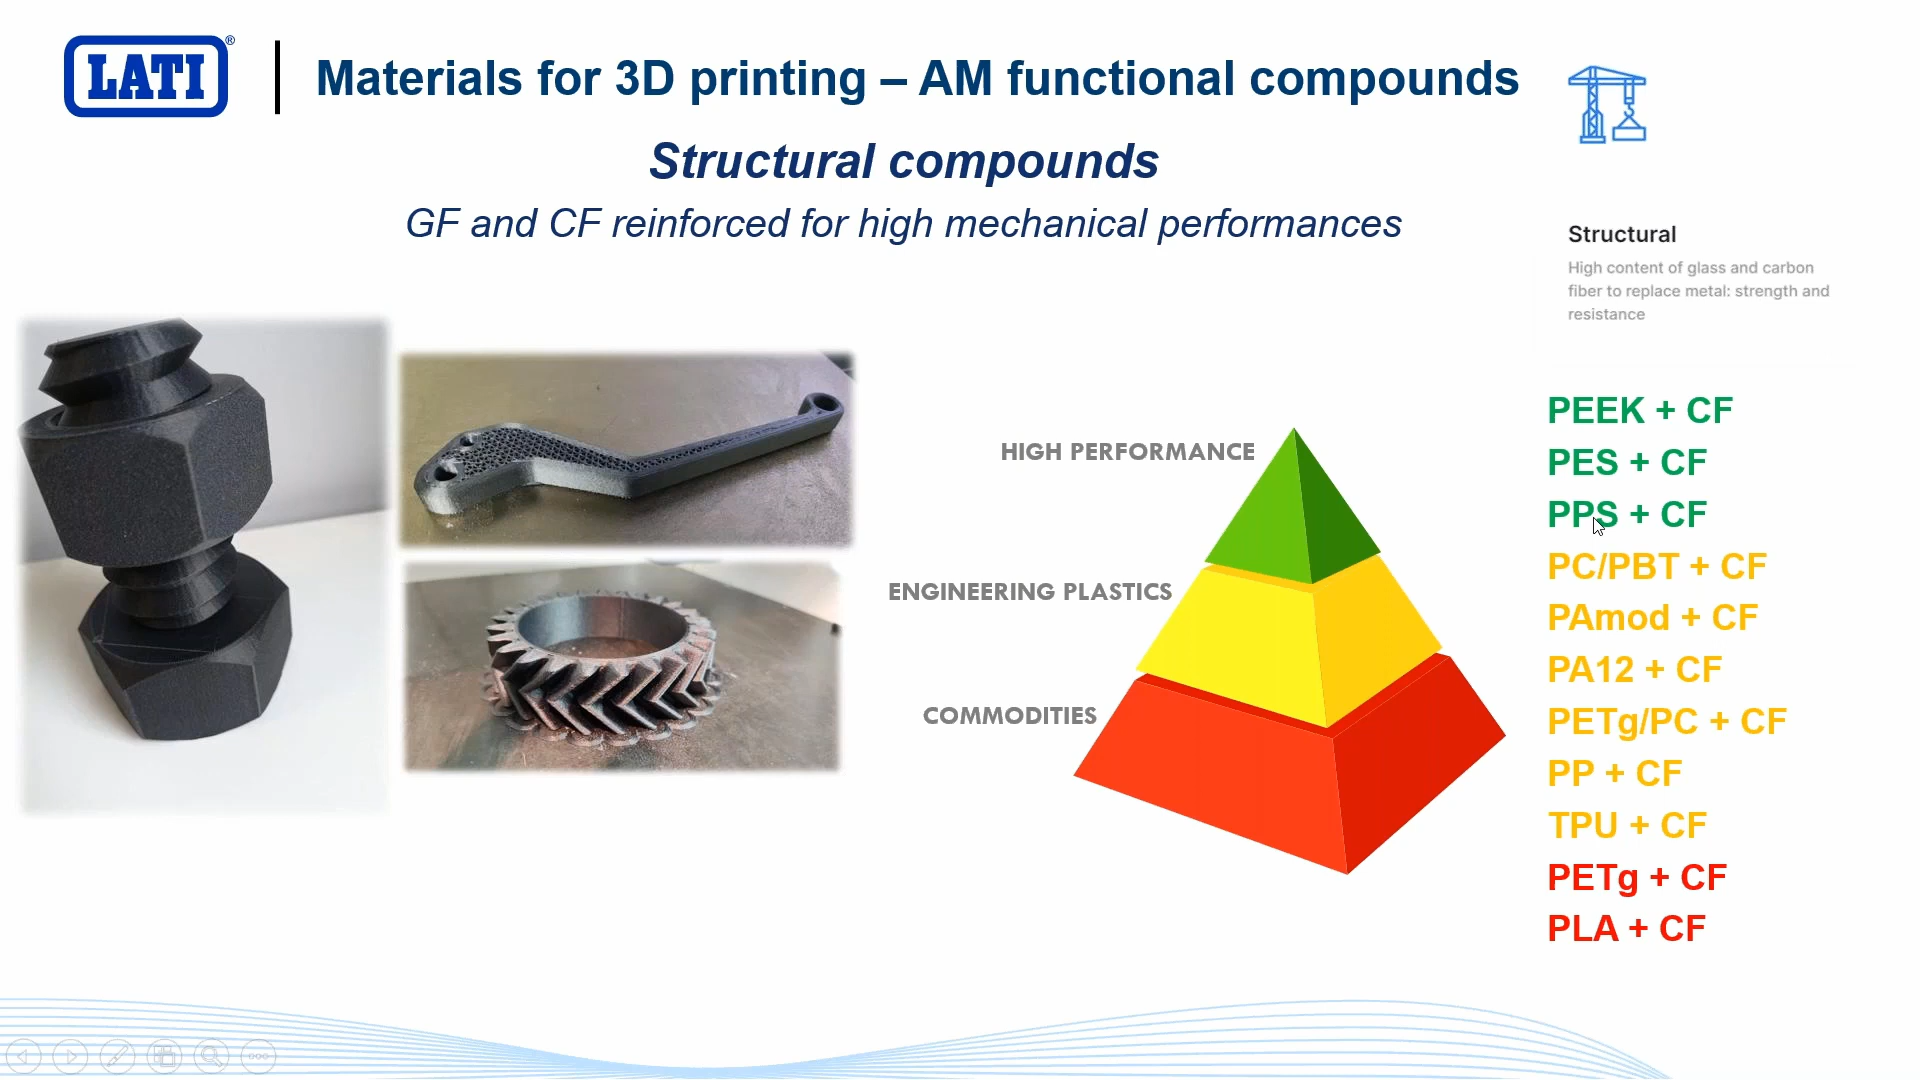 LATI®
Materials for 3D printing – AM functional compounds
Structural compounds
GF and CF reinforced for high mechanical performances
Structural
High content of glass and carbon
fiber to replace metal: strength and
resistance
HIGH PERFORMANCE
ENGINEERING PLASTICS
COMMODITIES
PEEK + CF
PES + CF
PPS + CF
PC/PBT + CF
PAmod + CF
PA12 + CF
PETg/PC + CF
PP + CF
TPU + CF
PETg + CF
PLA + CF